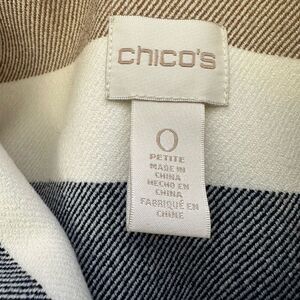 chico's
0
PETITE
MADE IN
CHINA
HECHO EN
CHINA
FABRIQUÉ EN
CHINE